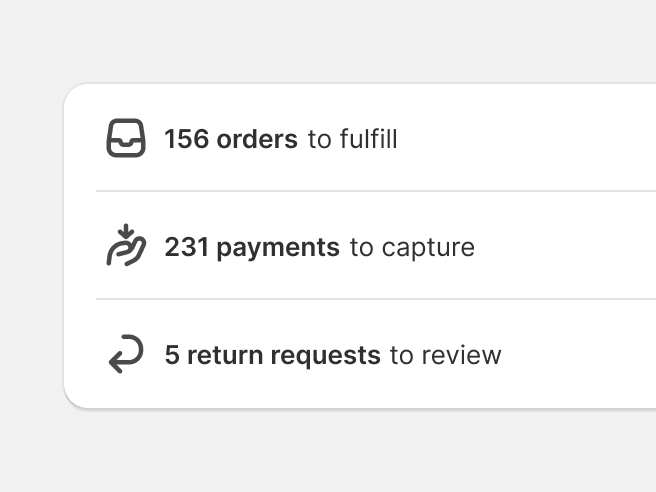 156 orders to fulfill
231 payments to capture
5 return requests to review